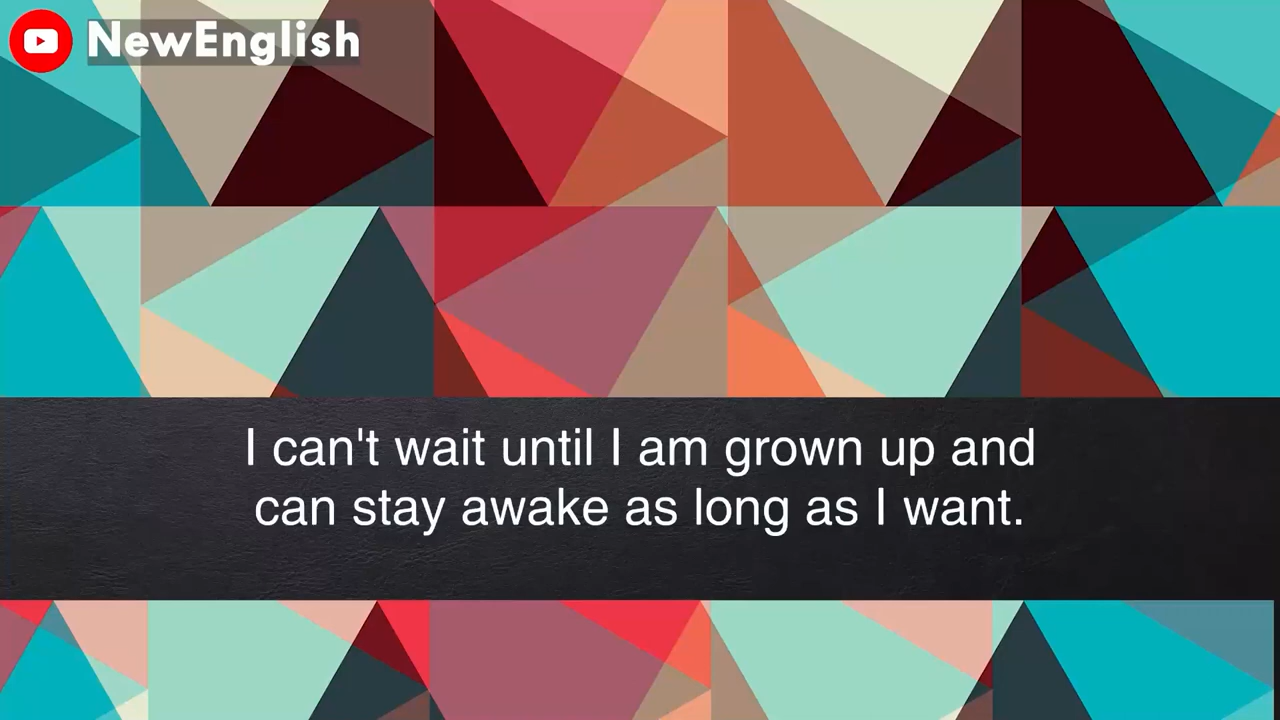 NewEnglish
I can't wait until I am grown up and
can stay awake as long as I want.